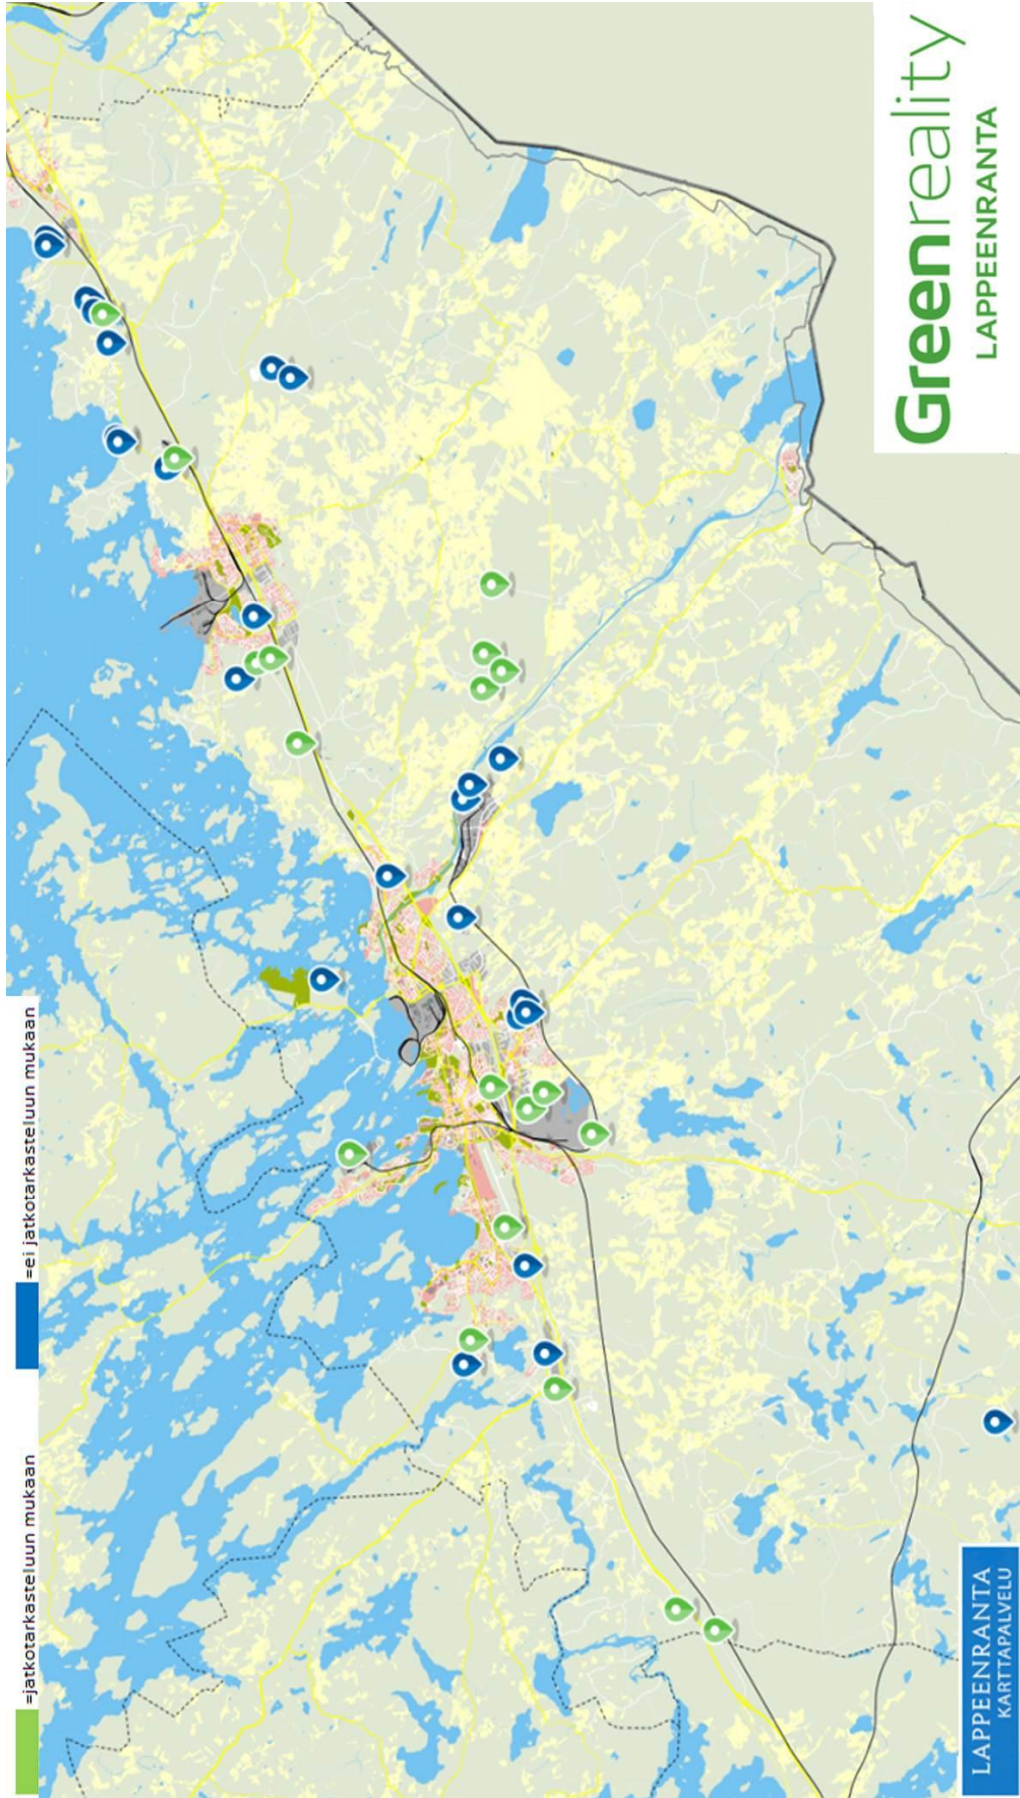 =jatkotarkasteluun mukaan
=ei jatkotarkasteluun mukaan
Greenreality
LAPPEENRANTA
LAPPEENRANTA
KARTTAPALVELU